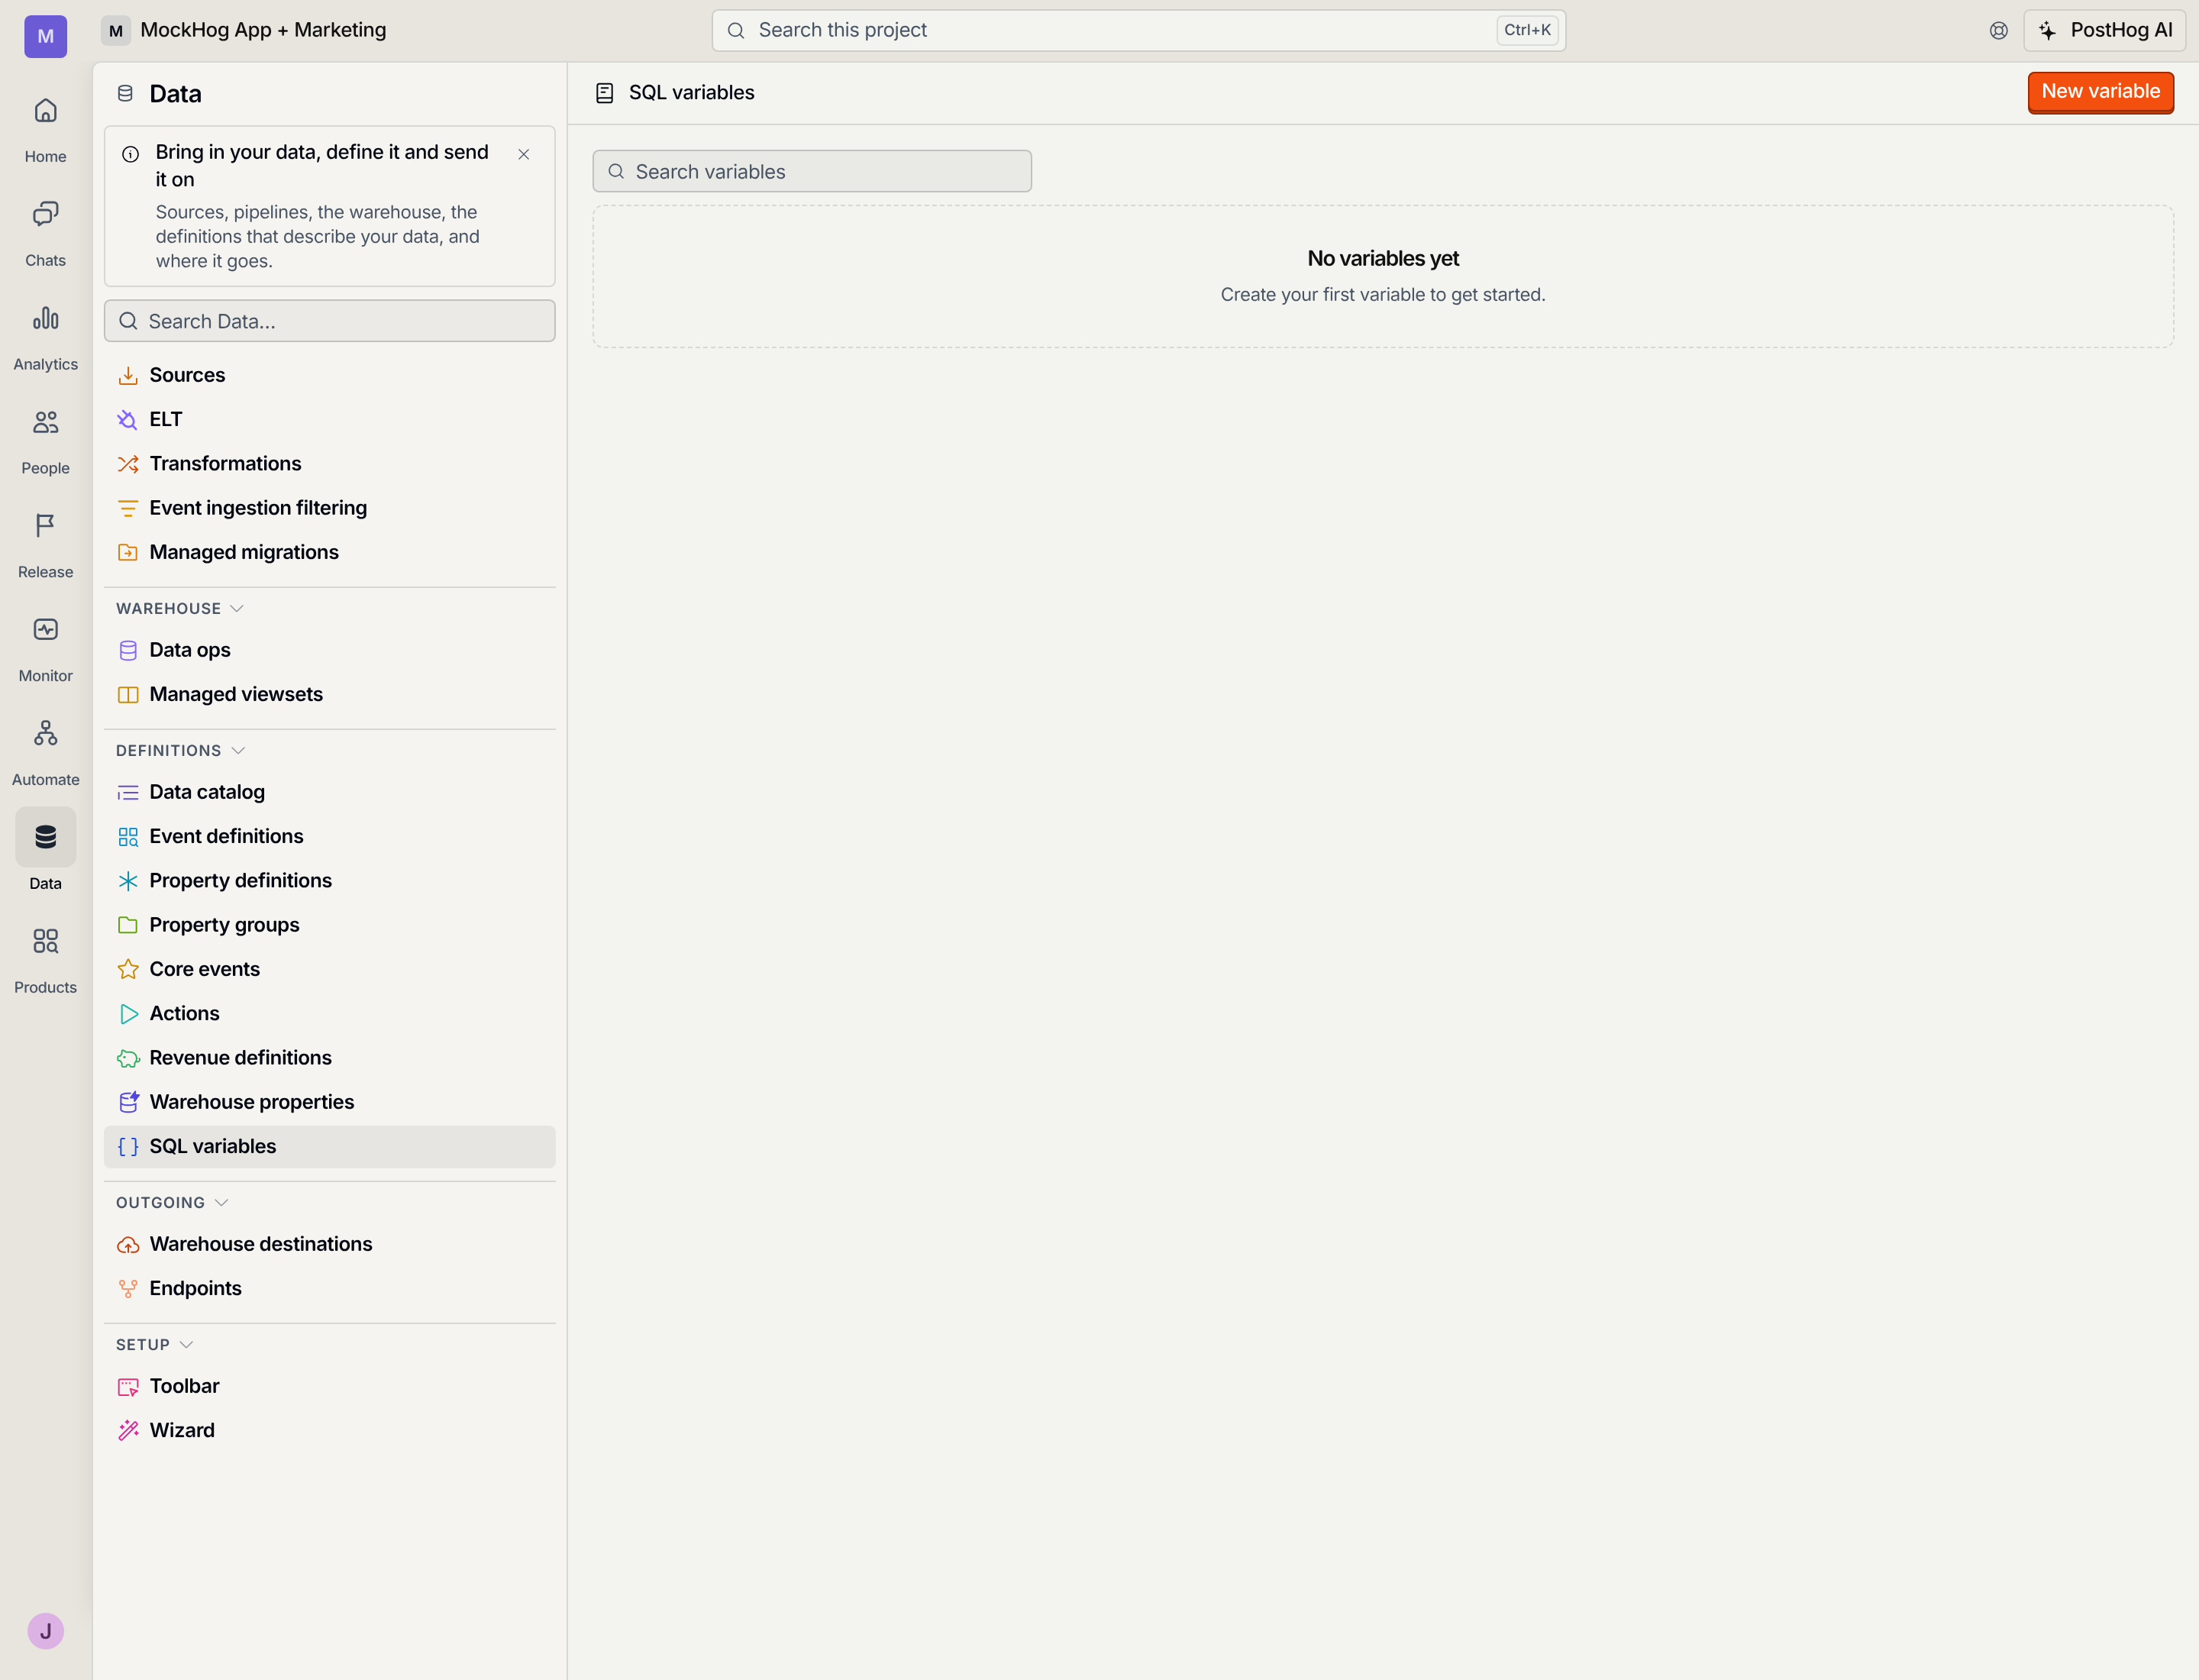 M
M MockHog App + Marketing
Search this project
Ctrl+K
PostHog AI
Home
Chats
Analytics
People
Release
Monitor
Automate
Data
Products
J
Data
Bring in your data, define it and send
it on
Sources, pipelines, the warehouse, the
definitions that describe your data, and
where it goes.
Search Data...
Sources
ELT
Transformations
Event ingestion filtering
Managed migrations
WAREHOUSE
Data ops
Managed viewsets
DEFINITIONS
Data catalog
Event definitions
Property definitions
Property groups
Core events
Actions
Revenue definitions
Warehouse properties
SQL variables
OUTGOING
Warehouse destinations
Endpoints
SETUP
Toolbar
Wizard
SQL variables
New variable
Search variables
No variables yet
Create your first variable to get started.